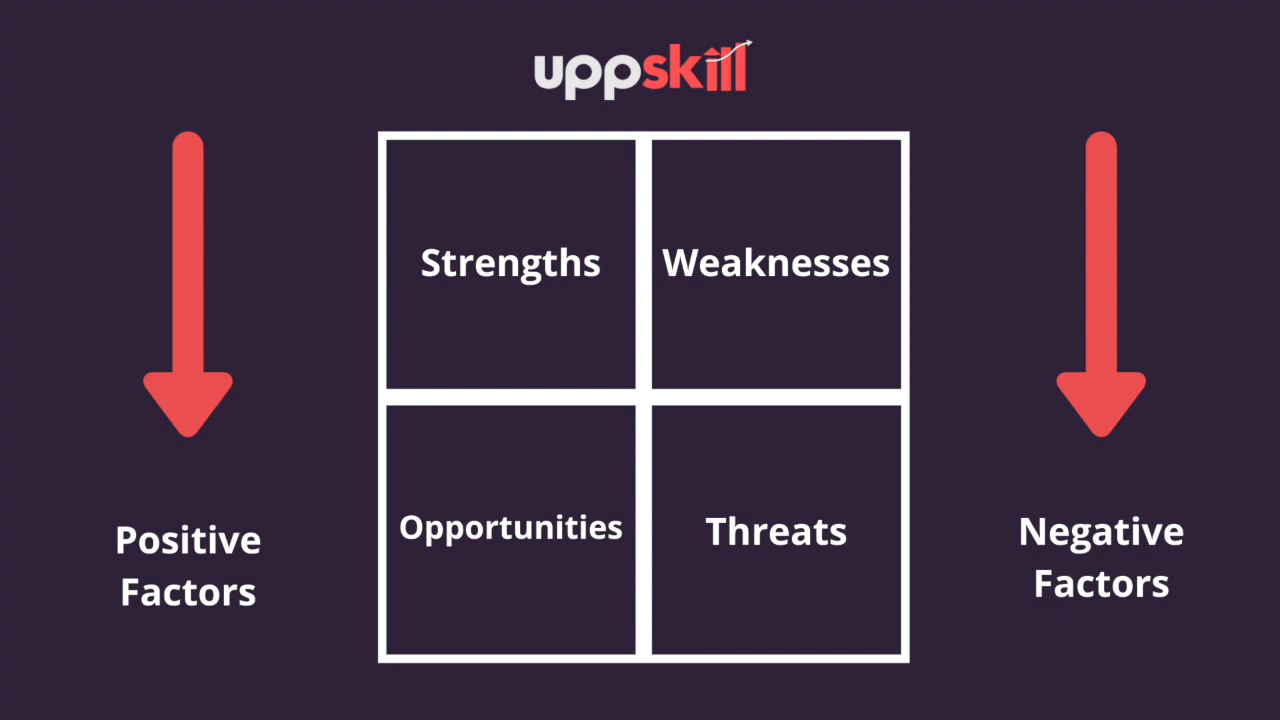 uppskill
Strengths
Weaknesses
Opportunities
Threats
Positive
Factors
Negative
Factors